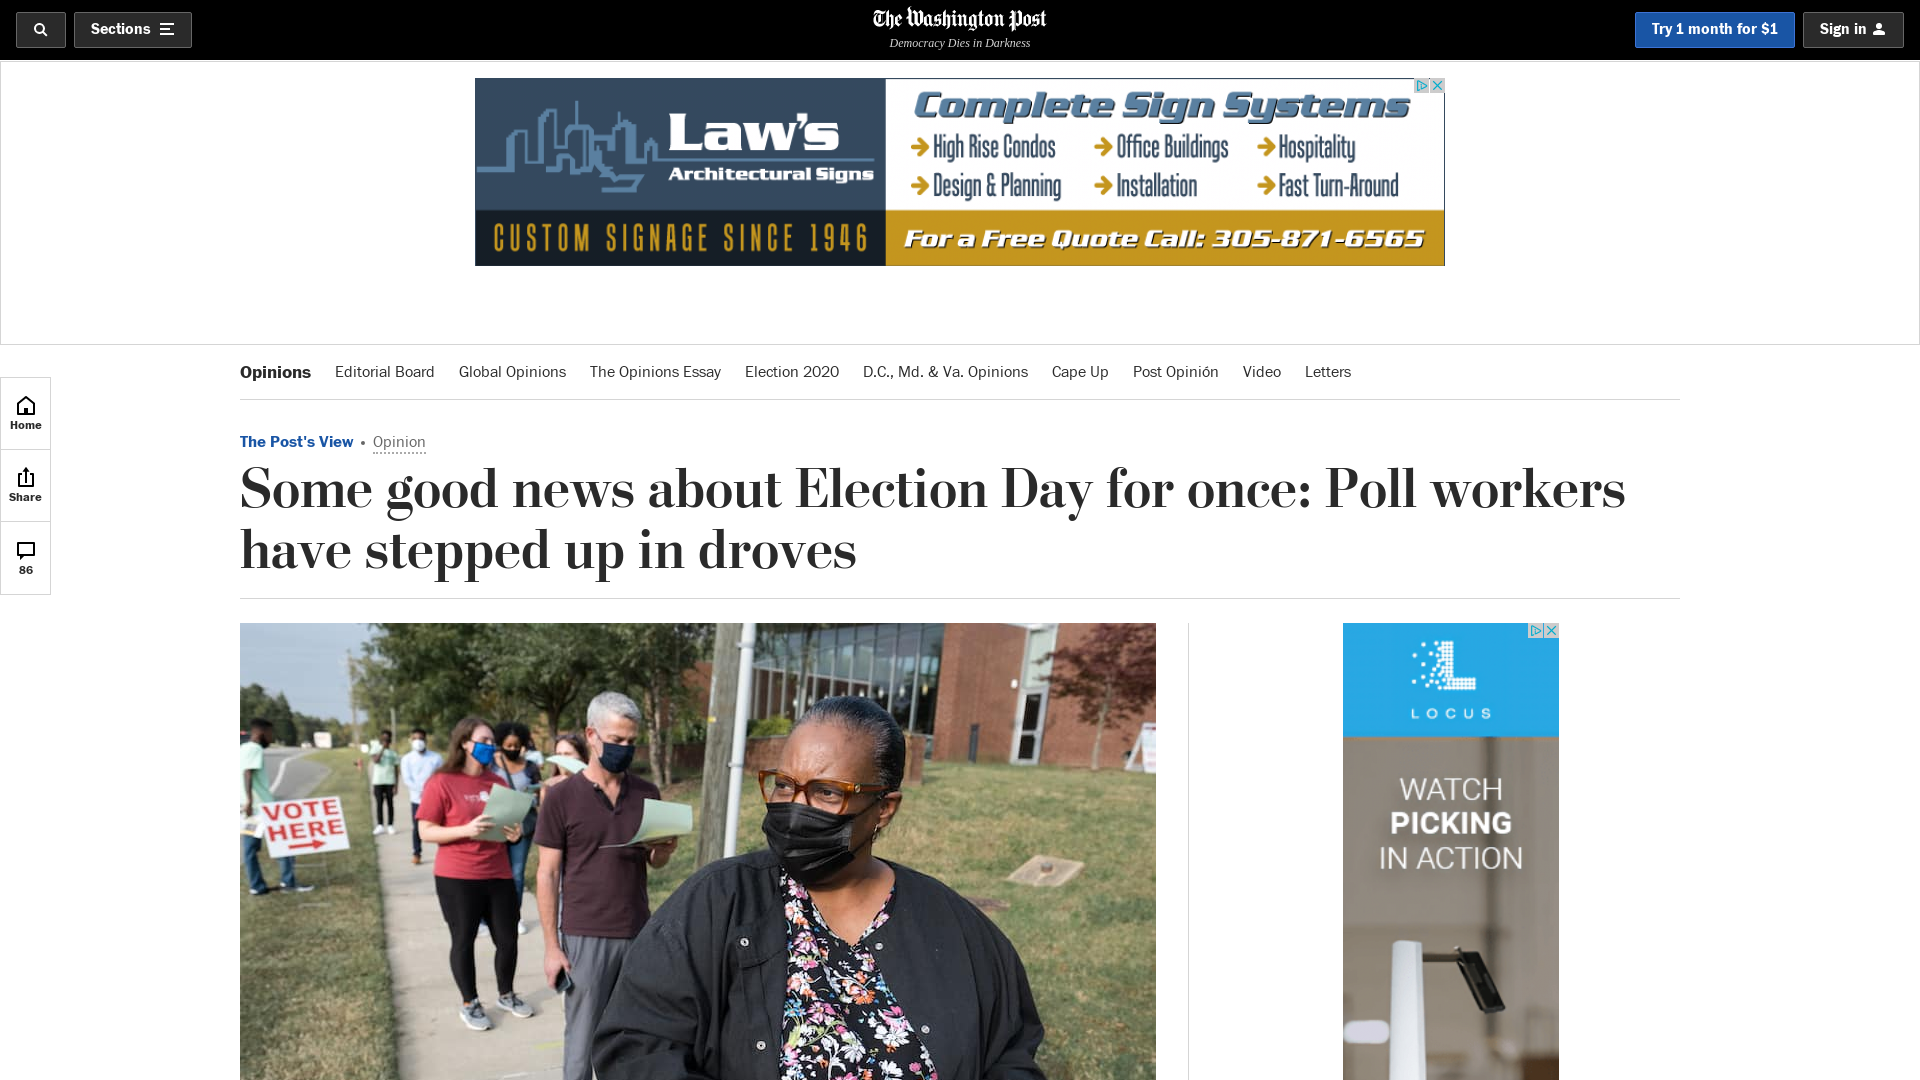 Sections
The Washington Post
Democracy Dies in Darkness
Try 1 month for $1
Sign in
Law's
Architectural Signs
CUSTOM SIGNAGE SINCE 1946
Complete Sign Systems
High Rise Condos
Office Buildings
Hospitality
Design & Planning
Installation
Fast Turn-Around
For a Free Quote Call: 305-871-6565
Opinions
Editorial Board
Global Opinions
The Opinions Essay
Election 2020
D.C., Md. & Va. Opinions
Cape Up
Post Opinión
Video
Letters
Home
Share
86
The Post's View • Opinion
Some good news about Election Day for once: Poll workers
have stepped up in droves
VOTE
HERE
LOCUS
WATCH
PICKING
IN ACTION